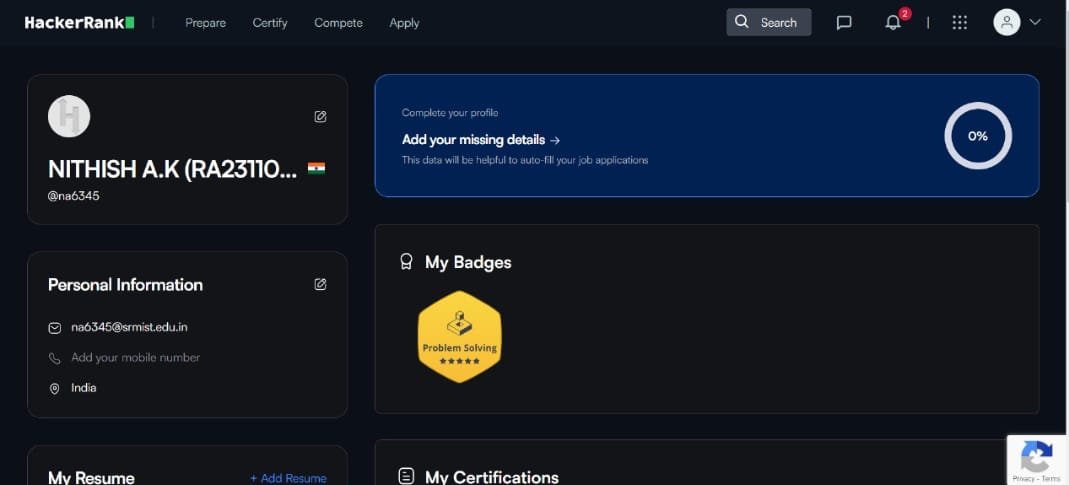 HackerRank
Prepare
Certify
Compete
Apply
Search
2
NITHISH A.K (RA23110...
@na6345
Complete your profile
Add your missing details →
This data will be helpful to auto-fill your job applications
0%
Personal Information
na6345@srmist.edu.in
Add your mobile number
India
My Badges
Problem Solving
My Resume
+ Add Resume
My Certifications
Privacy - Terms